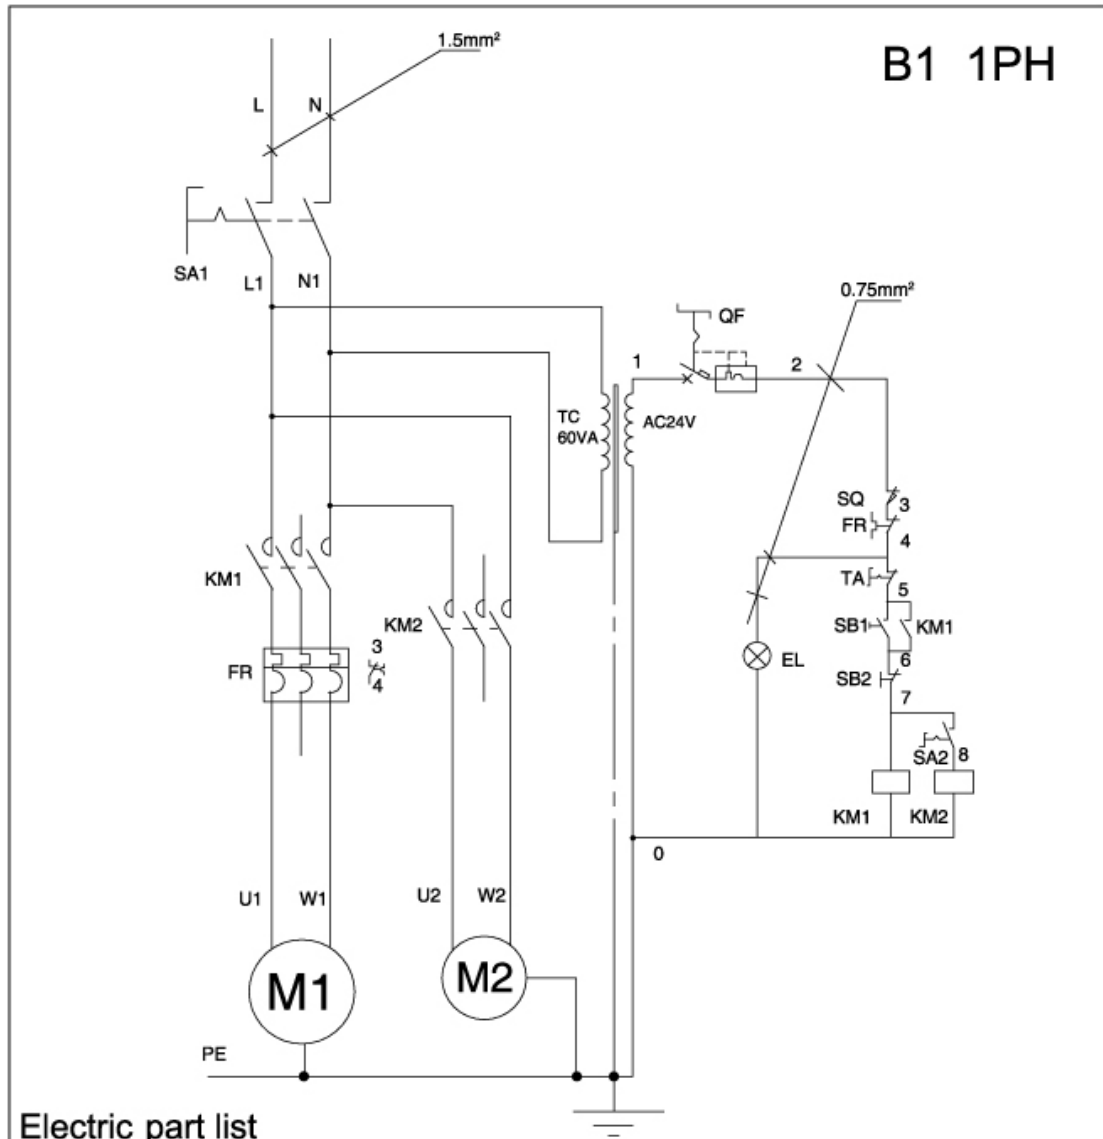 1.5mm²
B1 1PH
L N
SA1
L1 N1
0.75mm²
QF
1
2
TC
60VA
AC24V
SQ
3
FR
4
KM1
TA
5
KM2
SB1
KM1
3
6
FR
EL
SB2
4
7
SA2
8
KM1
KM2
0
U1
W1
U2
W2
M1
M2
PE
Electric part list